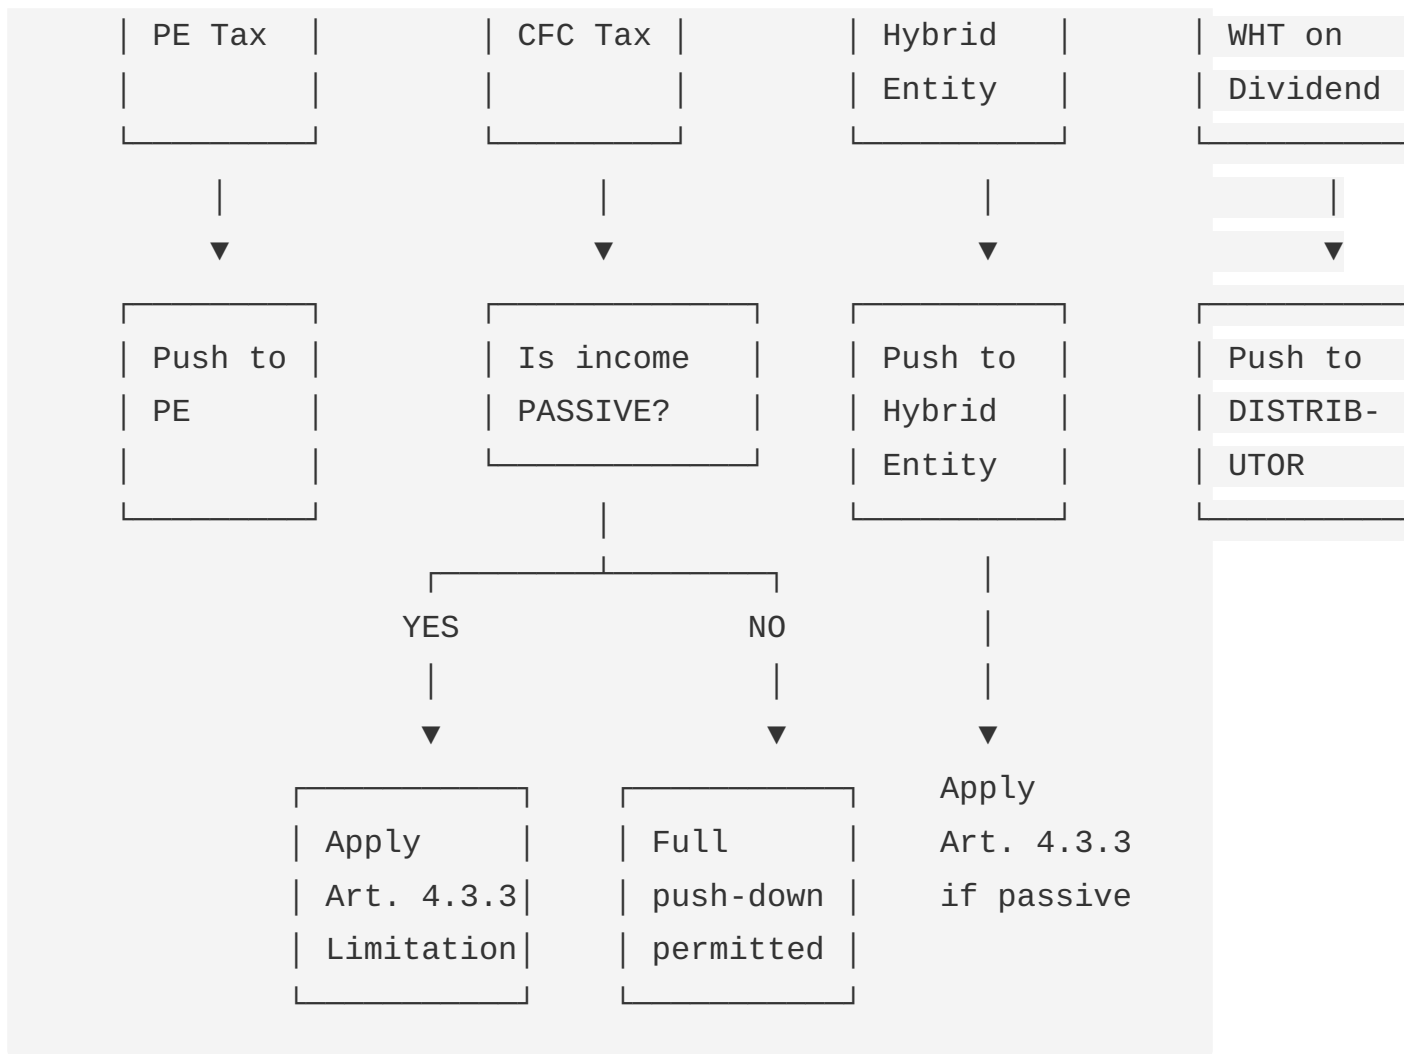 PE Tax CFC Tax Hybrid WHT on
Entity Dividend
Push to Is income Push to Push to
PE PASSIVE? Hybrid DISTRIB-
Entity UTOR
YES NO
Apply
Apply Full Art. 4.3.3
Art. 4.3.3 push-down if passive
Limitation permitted